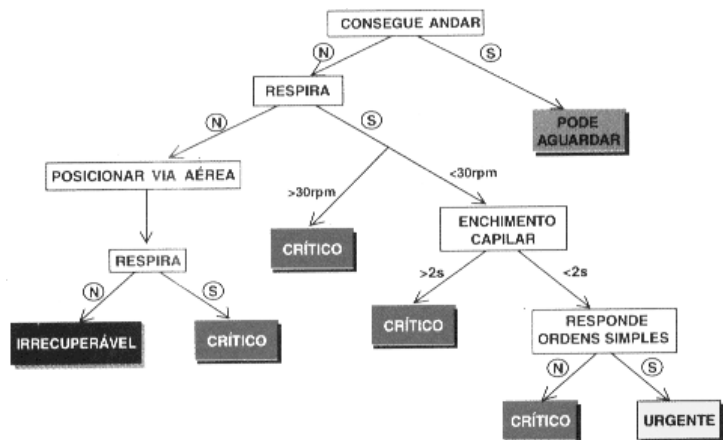 CONSEGUE ANDAR
N
S
RESPIRA
PODE
AGUARDAR
N
S
POSICIONAR VIA AÉREA
>30rpm
<30rpm
CRÍTICO
ENCHIMENTO
CAPILAR
RESPIRA
>2s
<2s
N
S
IRRECUPERÁVEL
CRÍTICO
CRÍTICO
RESPONDE
ORDENS SIMPLES
N
S
CRÍTICO
URGENTE